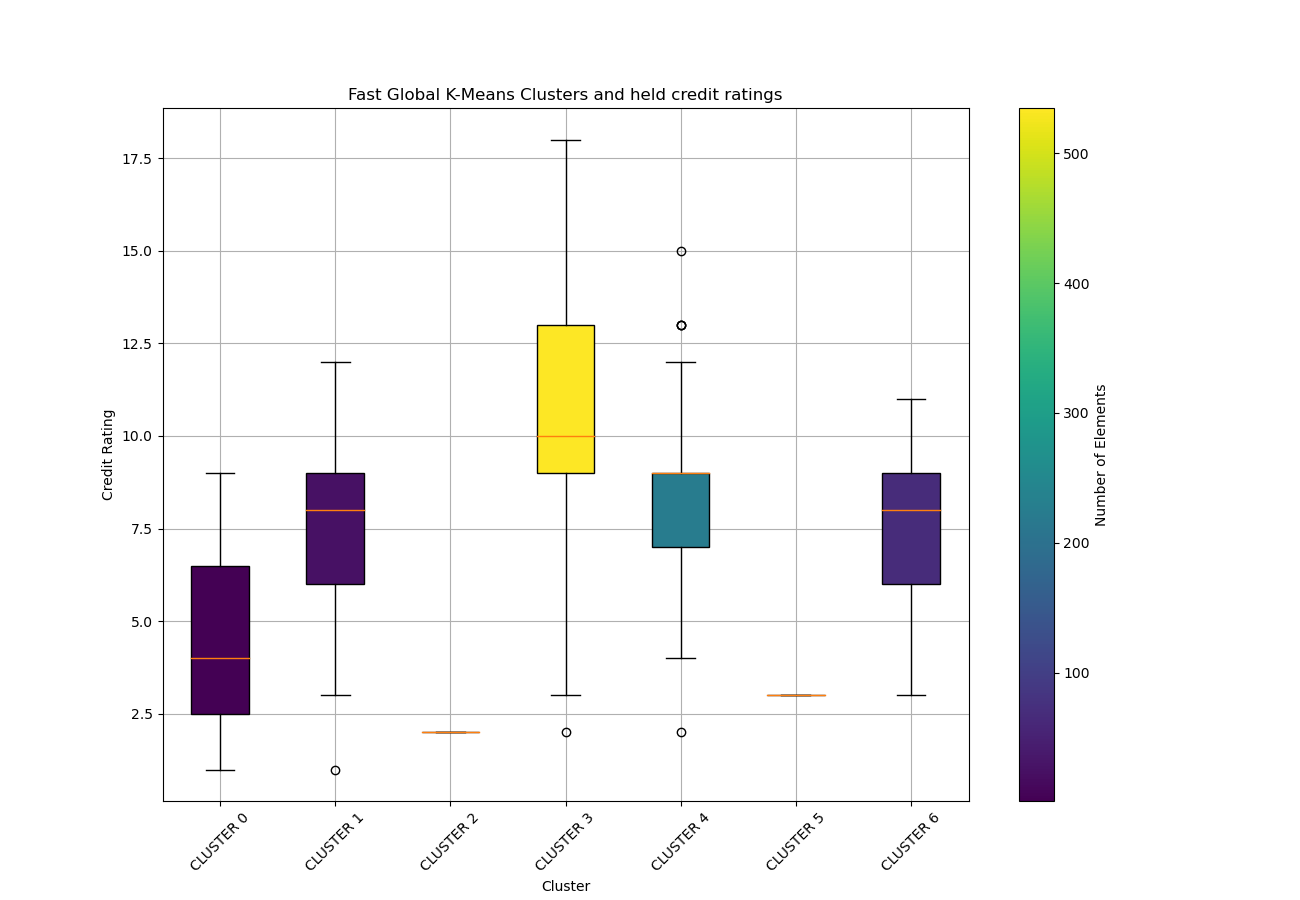 Fast Global K-Means Clusters and held credit ratings
17.5
15.0
12.5
10.0
7.5
5.0
2.5
Credit Rating
CLUSTER 0
CLUSTER 1
CLUSTER 2
CLUSTER 3
CLUSTER 4
CLUSTER 5
CLUSTER 6
Cluster
500
400
300
200
100
Number of Elements